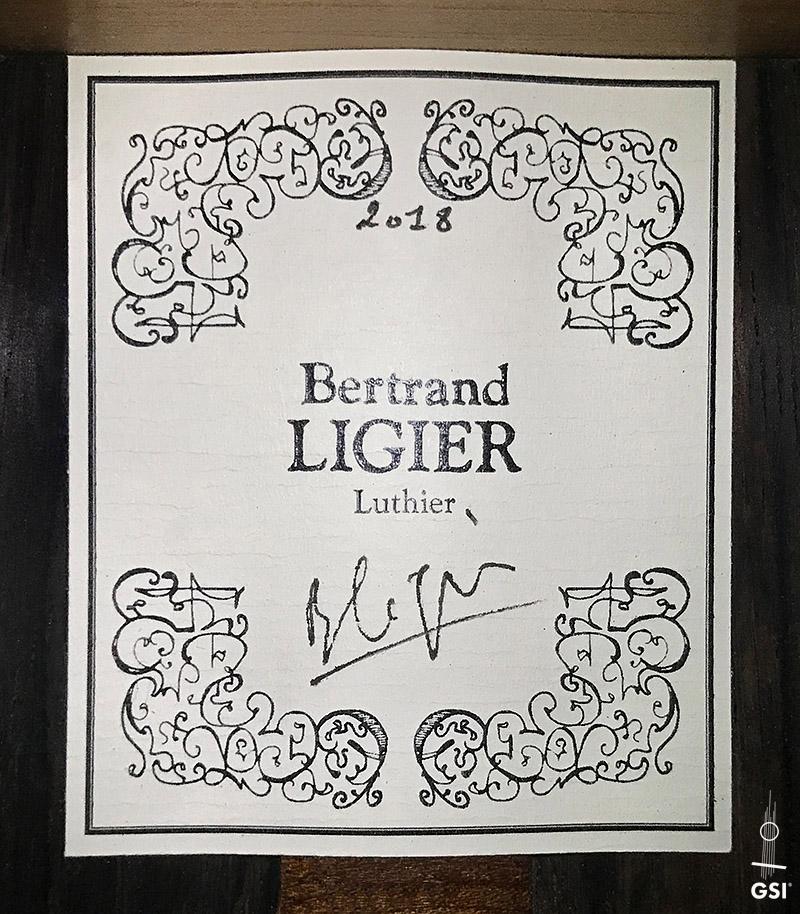 2018
Bertrand
LIGIER
Luthier
GSI